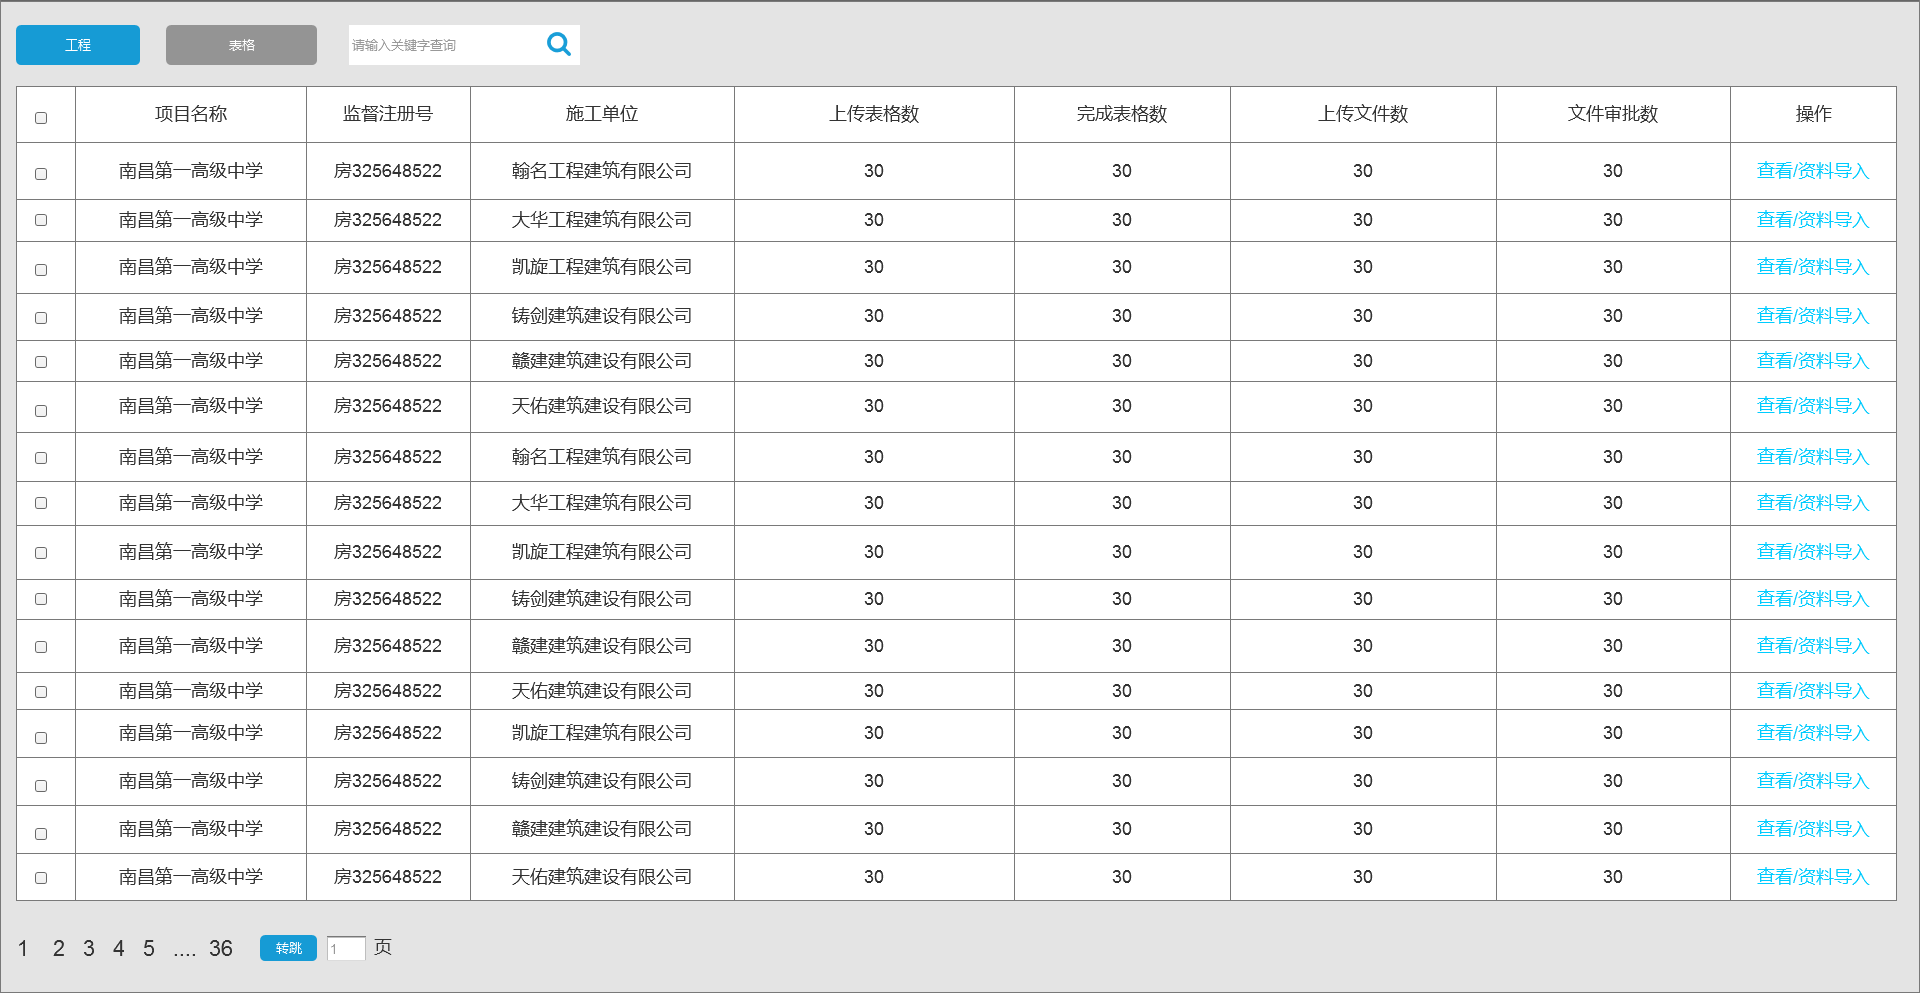 工程 表格 请输入关键字查询
项目名称 监督注册号 施工单位 上传表格数 完成表格数 上传文件数 文件审批数 操作
南昌第一高级中学 房325648522 翰名工程建筑有限公司 30 30 30 30 查看/资料导入
南昌第一高级中学 房325648522 大华工程建筑有限公司 30 30 30 30 查看/资料导入
南昌第一高级中学 房325648522 凯旋工程建筑有限公司 30 30 30 30 查看/资料导入
南昌第一高级中学 房325648522 铸剑建筑建设有限公司 30 30 30 30 查看/资料导入
南昌第一高级中学 房325648522 赣建建筑建设有限公司 30 30 30 30 查看/资料导入
南昌第一高级中学 房325648522 天佑建筑建设有限公司 30 30 30 30 查看/资料导入
南昌第一高级中学 房325648522 翰名工程建筑有限公司 30 30 30 30 查看/资料导入
南昌第一高级中学 房325648522 大华工程建筑有限公司 30 30 30 30 查看/资料导入
南昌第一高级中学 房325648522 凯旋工程建筑有限公司 30 30 30 30 查看/资料导入
南昌第一高级中学 房325648522 铸剑建筑建设有限公司 30 30 30 30 查看/资料导入
南昌第一高级中学 房325648522 赣建建筑建设有限公司 30 30 30 30 查看/资料导入
南昌第一高级中学 房325648522 天佑建筑建设有限公司 30 30 30 30 查看/资料导入
南昌第一高级中学 房325648522 凯旋工程建筑有限公司 30 30 30 30 查看/资料导入
南昌第一高级中学 房325648522 铸剑建筑建设有限公司 30 30 30 30 查看/资料导入
南昌第一高级中学 房325648522 赣建建筑建设有限公司 30 30 30 30 查看/资料导入
南昌第一高级中学 房325648522 天佑建筑建设有限公司 30 30 30 30 查看/资料导入
1 2 3 4 5 .... 36 转跳 1 页